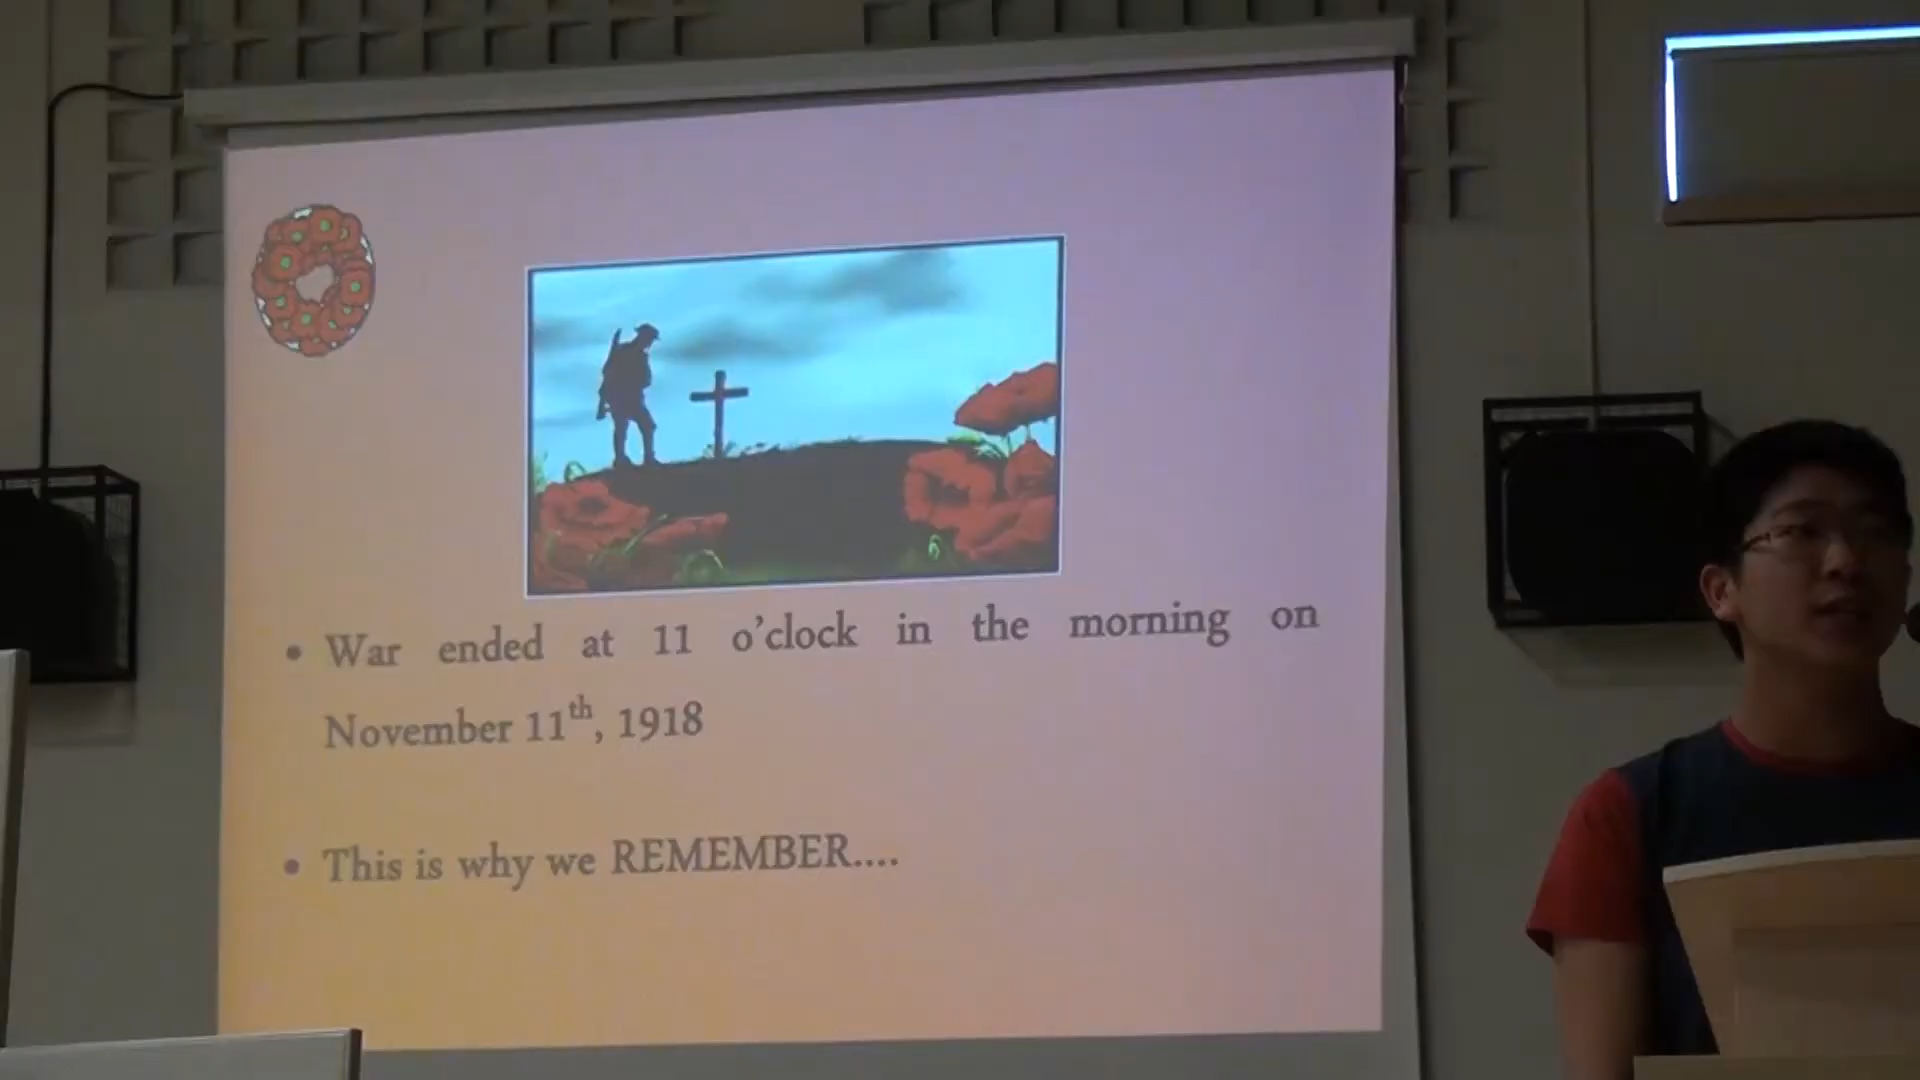 • War ended at 11 o'clock in the morning on
November 11th, 1918
• This is why we REMEMBER....